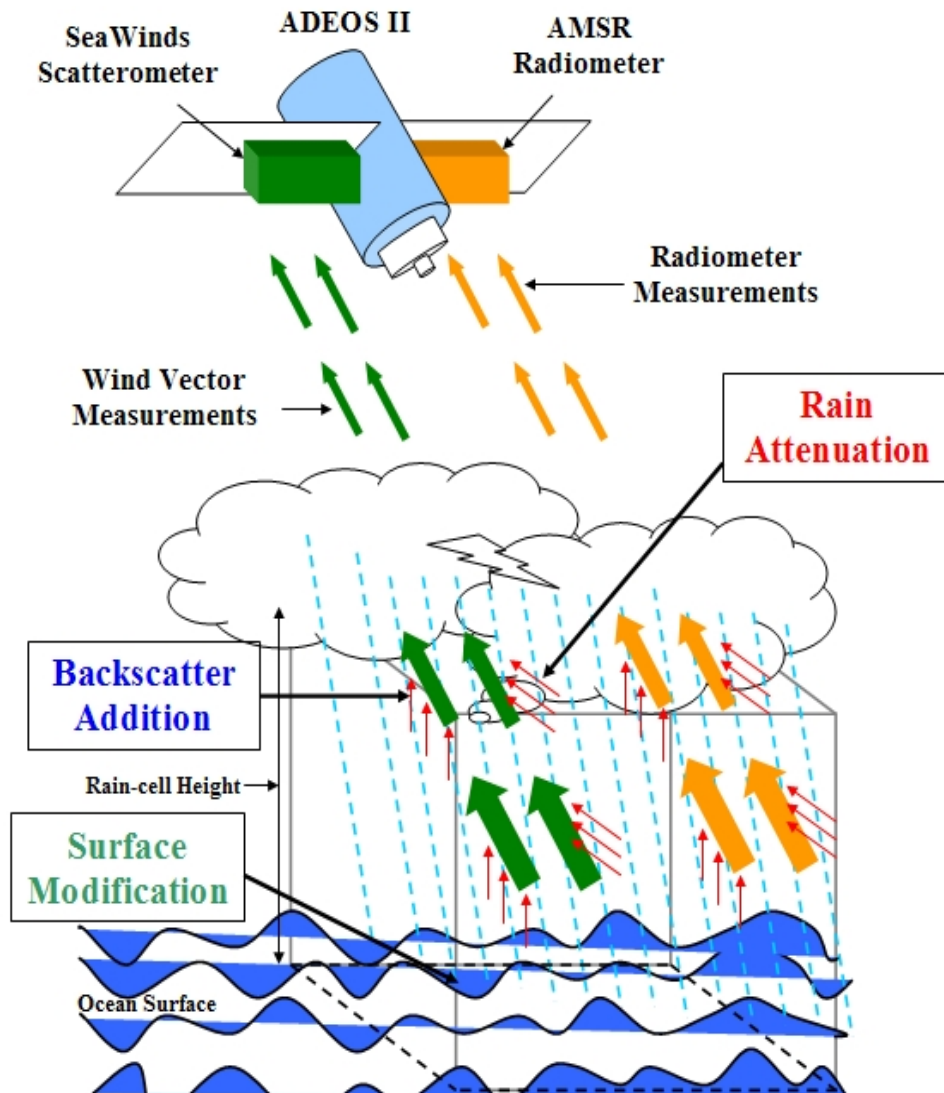 ADEOS II
SeaWinds
Scatterometer
AMSR
Radiometer
Radiometer
Measurements
Wind Vector
Measurements
Rain
Attenuation
Backscatter
Addition
Rain-cell Height
Surface
Modification
Ocean Surface